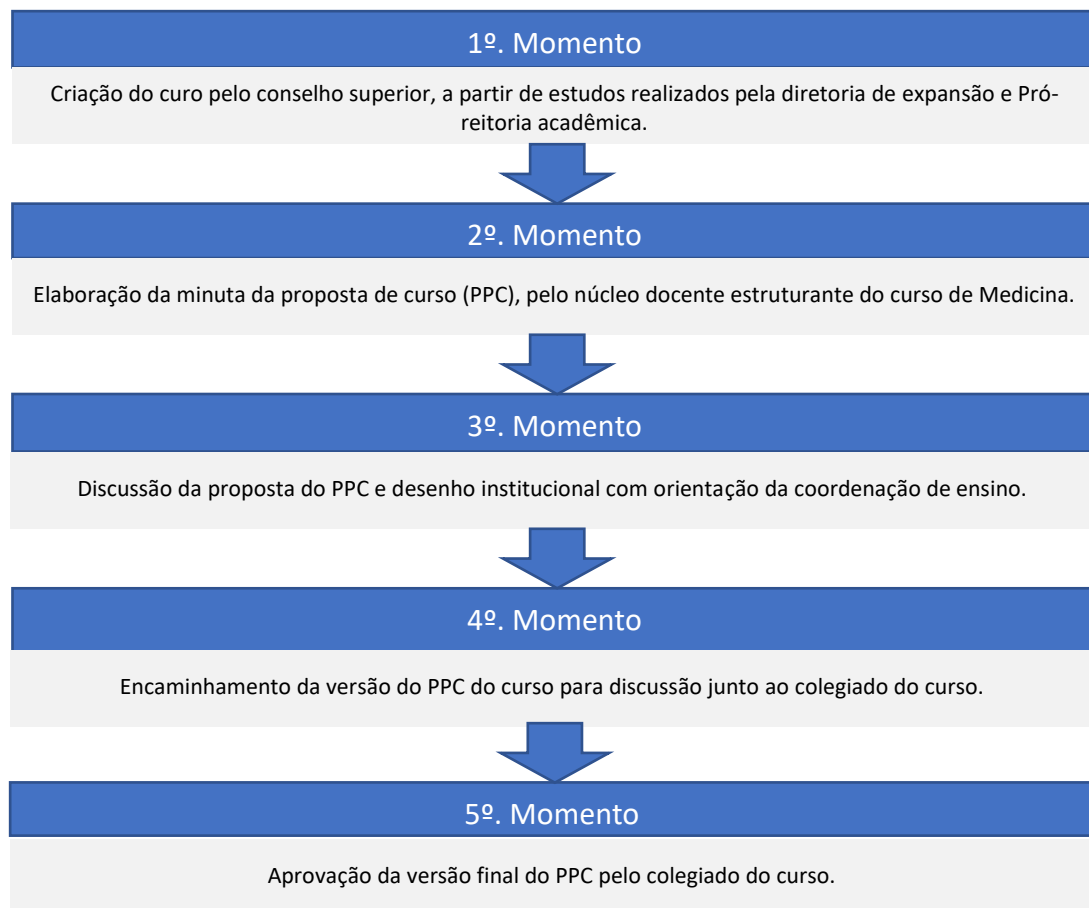 1º. Momento
Criação do curo pelo conselho superior, a partir de estudos realizados pela diretoria de expansão e Pró-
reitoria acadêmica.
2º. Momento
Elaboração da minuta da proposta de curso (PPC), pelo núcleo docente estruturante do curso de Medicina.
3º. Momento
Discussão da proposta do PPC e desenho institucional com orientação da coordenação de ensino.
4º. Momento
Encaminhamento da versão do PPC do curso para discussão junto ao colegiado do curso.
5º. Momento
Aprovação da versão final do PPC pelo colegiado do curso.